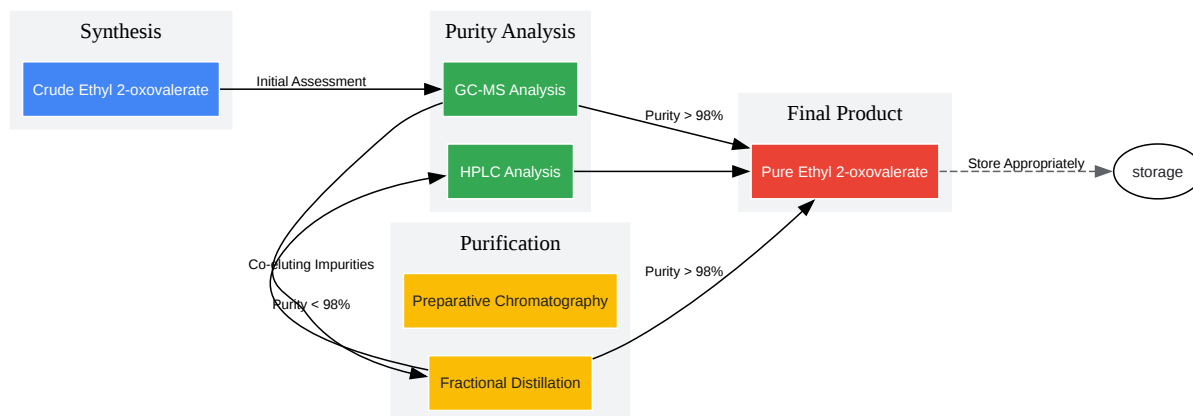 Synthesis
Crude Ethyl 2-oxovalerate
Initial Assessment
Purity Analysis
GC-MS Analysis
HPLC Analysis
Purity > 98%
Final Product
Pure Ethyl 2-oxovalerate
Store Appropriately
storage
Purification
Co-eluting Impurities
Purity < 98%
Preparative Chromatography
Fractional Distillation
Purity > 98%